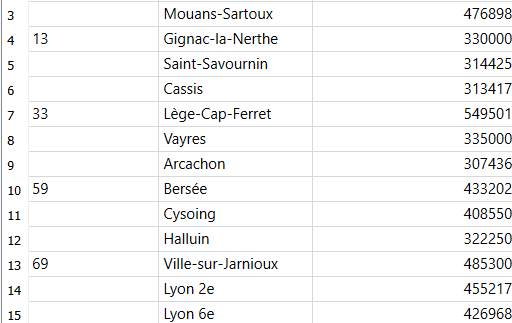 3 Mouans-Sartoux 476898
4 13 Gignac-la-Nerthe 330000
5 Saint-Savournin 314425
6 Cassis 313417
7 33 Lège-Cap-Ferret 549501
8 Vayres 335000
9 Arcachon 307436
10 59 Bersée 433202
11 Cysoing 408550
12 Halluin 322250
13 69 Ville-sur-Jarnioux 485300
14 Lyon 2e 455217
15 Lyon 6e 426968